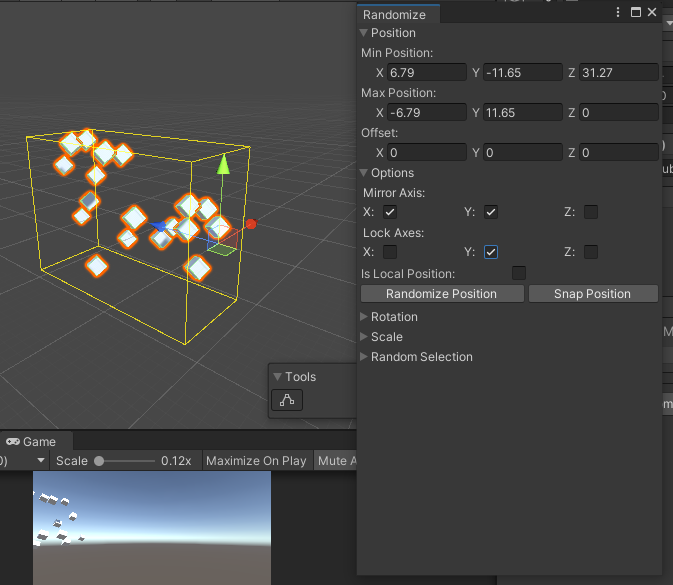 Randomize
Position
Min Position:
X 6.79 Y -11.65 Z 31.27
Max Position:
X -6.79 Y 11.65 Z 0
Offset:
X 0 Y 0 Z 0
Options
Mirror Axis:
X: Y: Z:
Lock Axes:
X: Y: Z:
Is Local Position:
Randomize Position Snap Position
Rotation
Scale
Random Selection
Tools
Game
Scale 0.12x Maximize On Play Mute A